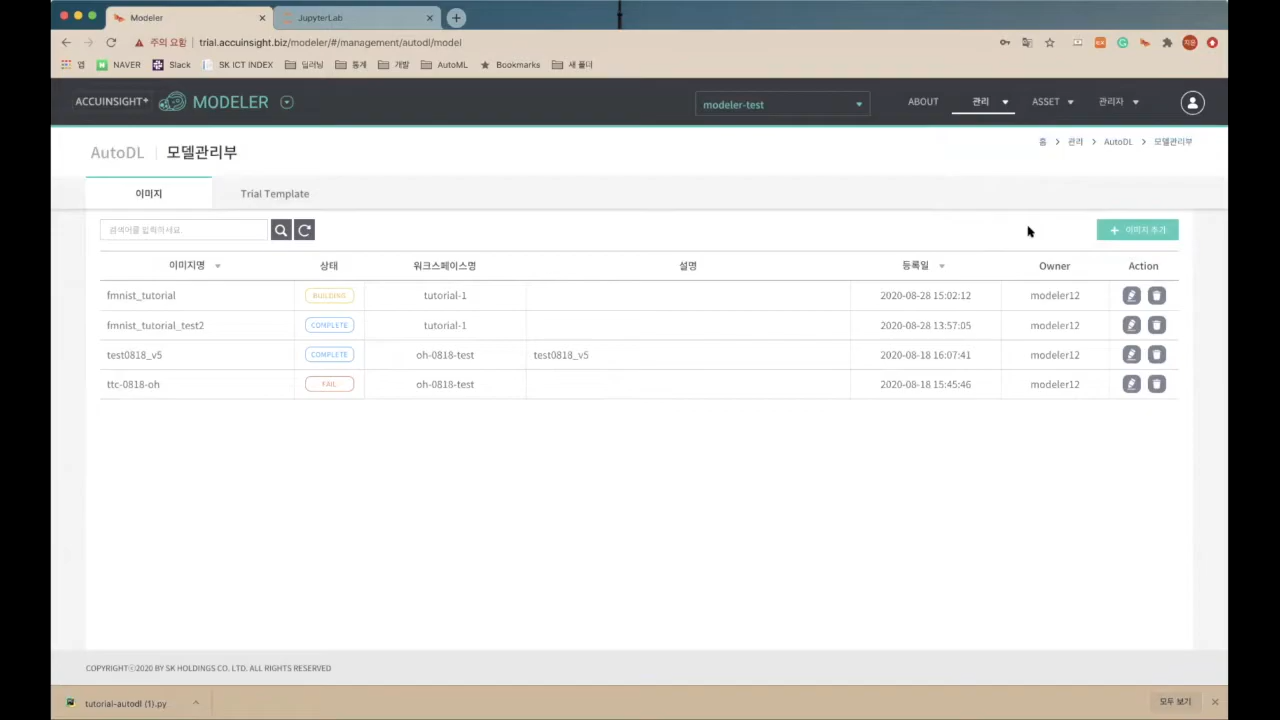 Modeler
JupyterLab
주의 요함 trial.accuinsight.biz/modeler/#/management/autodl/model
앱 NAVER Slack SK ICT INDEX 딥러닝 통계 개발 AutoML Bookmarks 새 폴더
ACCUINSIGHT+ MODELER modeler-test ABOUT 관리 ASSET 관리자
AutoDL 모델관리부 홈 관리 AutoDL 모델관리부
이미지 Trial Template
검색어를 입력하세요. + 이미지 추가
이미지명 상태 워크스페이스명 설명 등록일 Owner Action
fmnist_tutorial BUILDING tutorial-1 2020-08-28 15:02:12 modeler12
fmnist_tutorial_test2 COMPLETE tutorial-1 2020-08-28 13:57:05 modeler12
test0818_v5 COMPLETE oh-0818-test test0818_v5 2020-08-18 16:07:41 modeler12
ttc-0818-oh FAIL oh-0818-test 2020-08-18 15:45:46 modeler12
COPYRIGHTⓒ2020 BY SK HOLDINGS CO. LTD. ALL RIGHTS RESERVED
tutorial-autodl (1).py 모두 보기